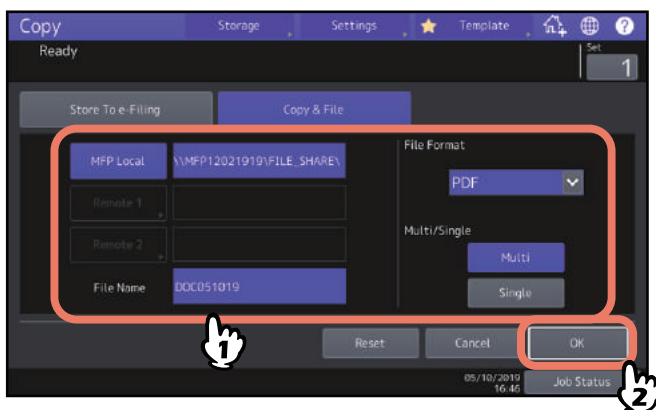 Copy Storage Settings Template ?
Ready
Set
1
Store To e-Filing Copy & File
MFP Local \\MFP12021919\FILE_SHARE\
Remote 1
Remote 2
File Name DOC051019
File Format
PDF
Multi/Single
Multi
Single
1
Reset Cancel OK
2
05/10/2019
16:46
Job Status